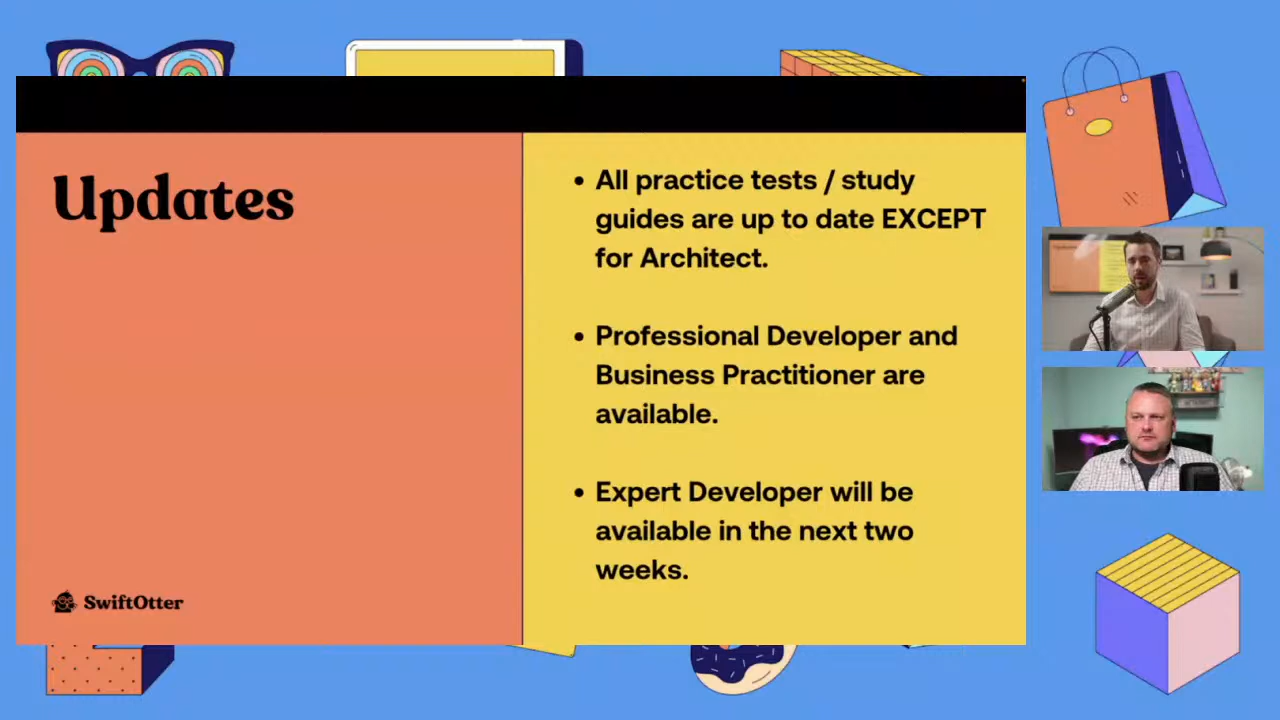 Updates
• All practice tests / study
guides are up to date EXCEPT
for Architect.
• Professional Developer and
Business Practitioner are
available.
• Expert Developer will be
available in the next two
weeks.
SwiftOtter